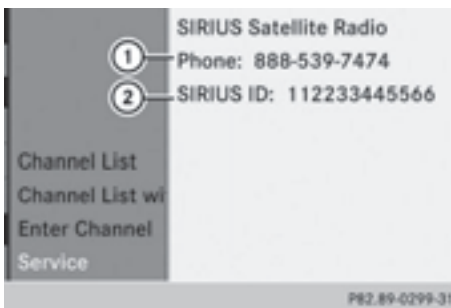 SIRIUS Satellite Radio
1 Phone: 888-539-7474
2 SIRIUS ID: 112233445566
Channel List
Channel List wi
Enter Channel
Service
P82.89-0299-31